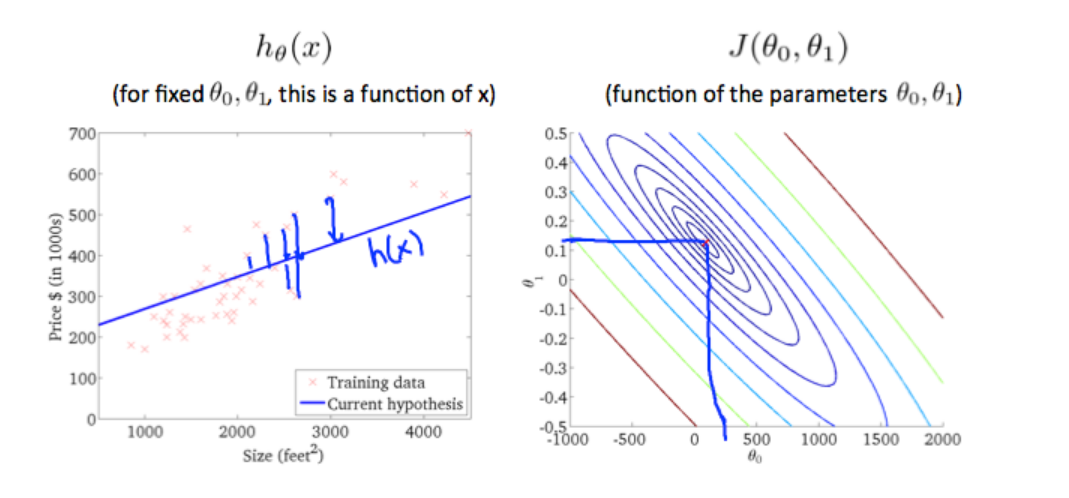 hθ(x)
(for fixed θ0, θ1, this is a function of x)
700
600
500
400
300
200
100
0
Price $ (in 1000s)
1000 2000 3000 4000
Size (feet²)
h(x)
Training data
Current hypothesis
J(θ0, θ1)
(function of the parameters θ0, θ1)
0.5
0.4
0.3
0.2
0.1
0
-0.1
-0.2
-0.3
-0.4
-0.5
θ1
-1000 -500 0 500 1000 1500 2000
θ0